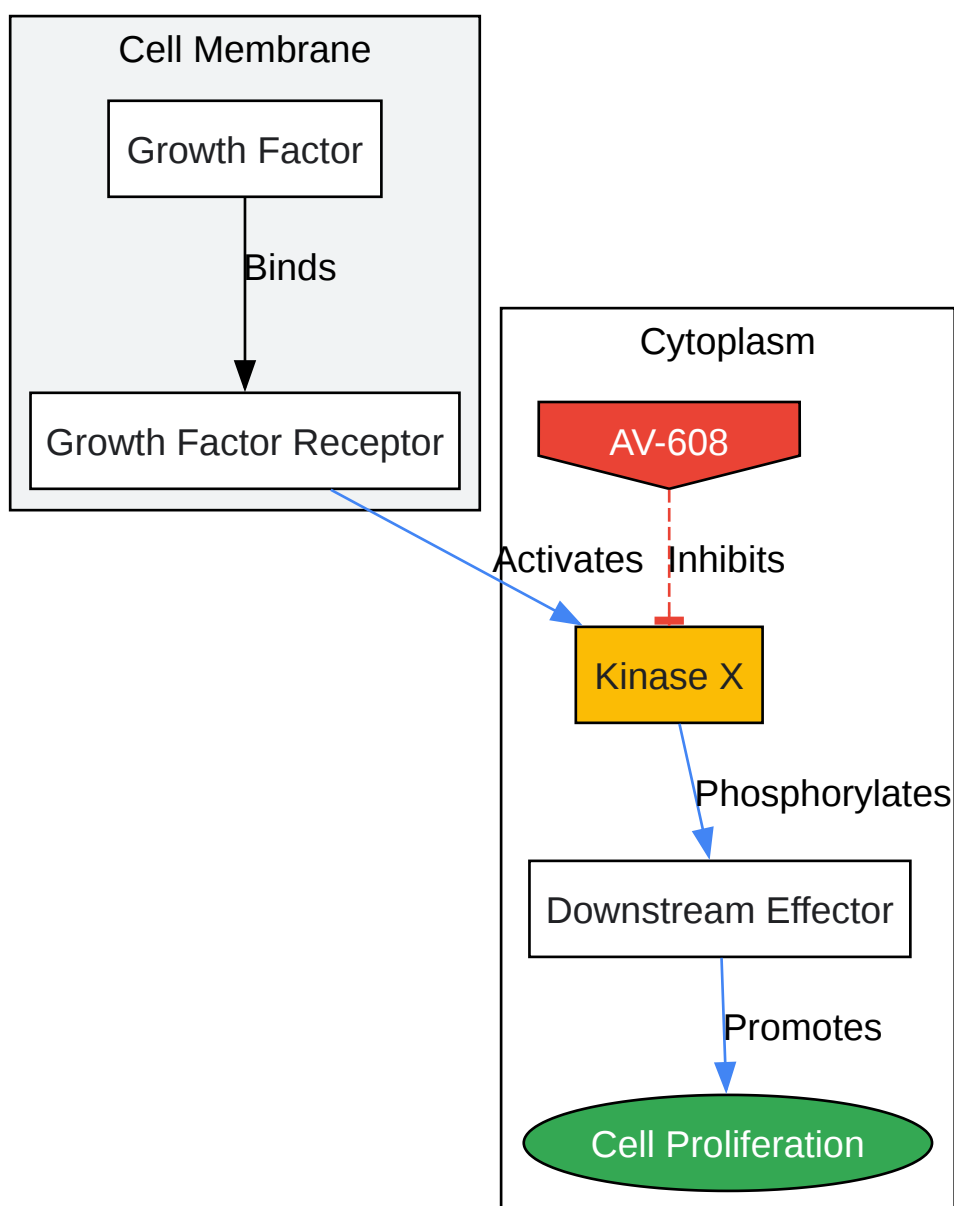 Cell Membrane
Growth Factor
Binds
Growth Factor Receptor
Cytoplasm
AV-608
Activates
Inhibits
Kinase X
Phosphorylates
Downstream Effector
Promotes
Cell Proliferation